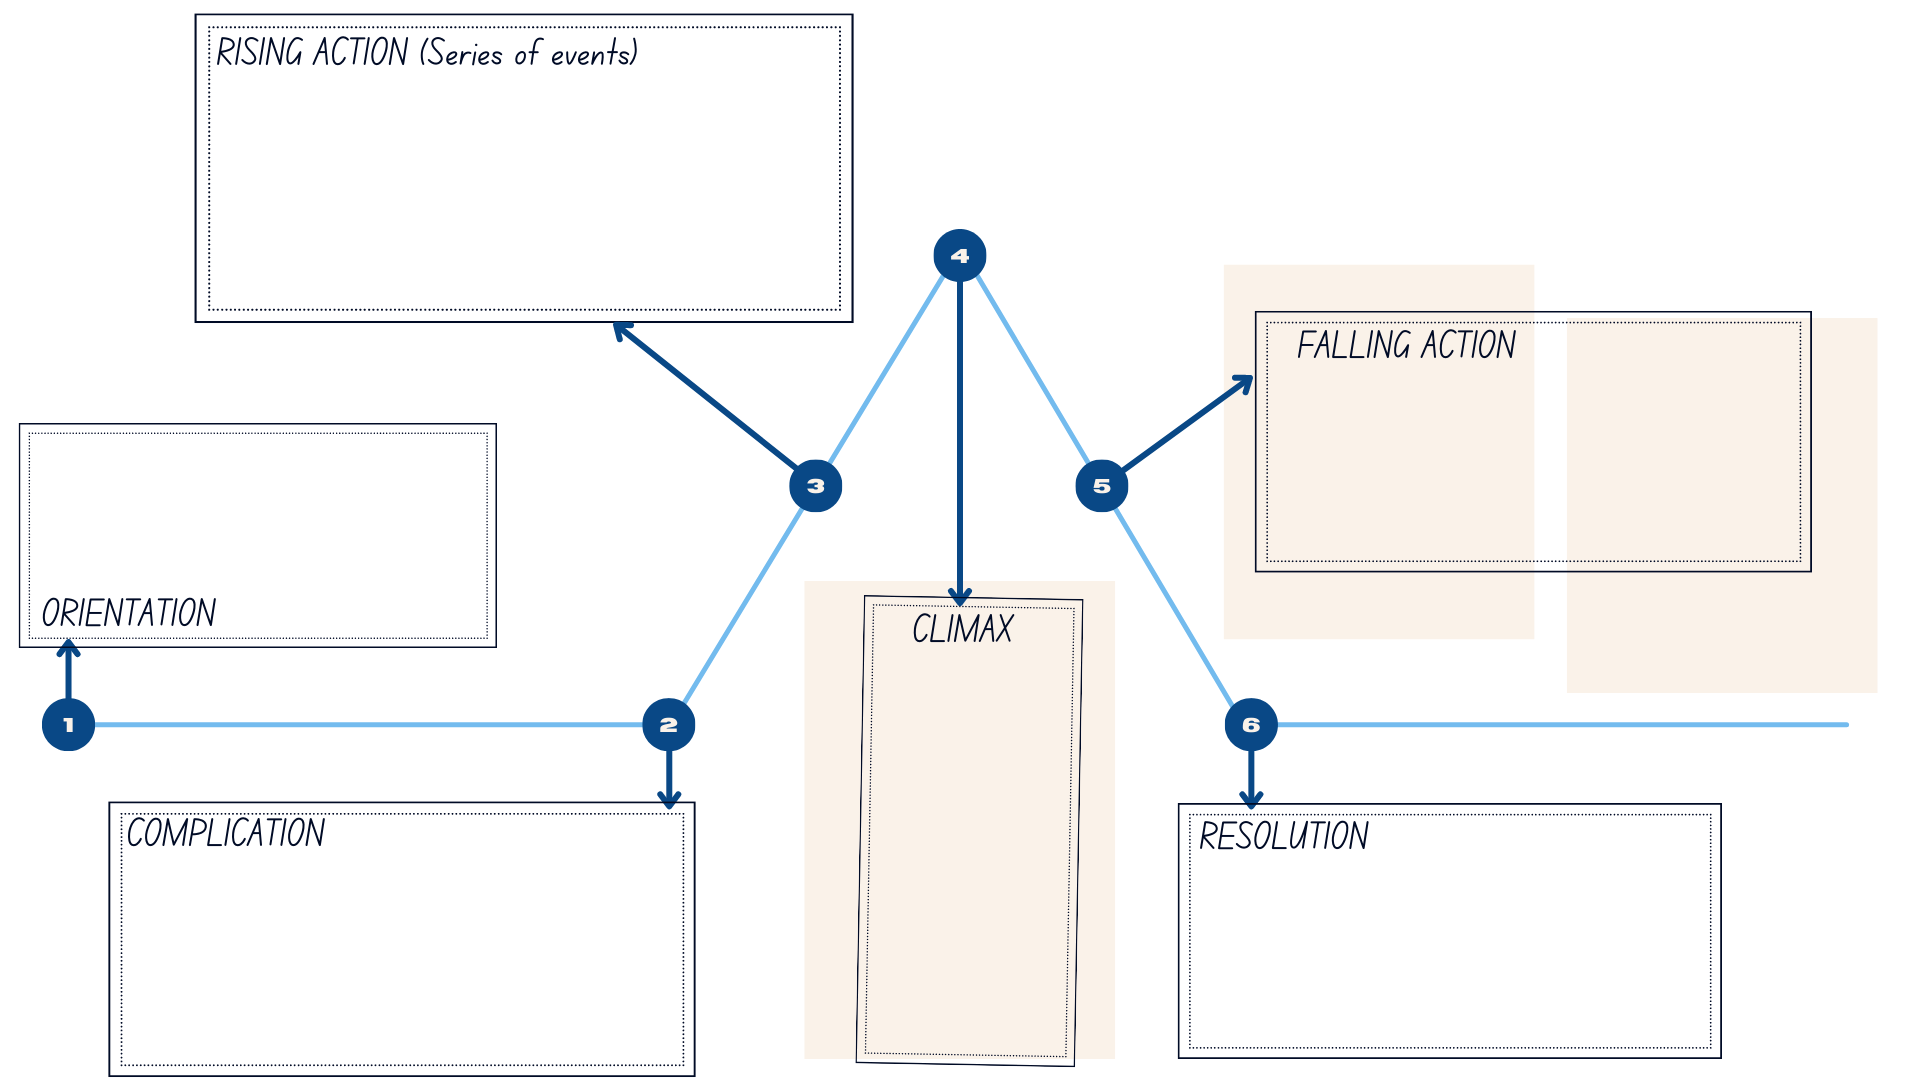 RISING ACTION (Series of events)
4
FALLING ACTION
3
5
ORIENTATION
CLIMAX
1
2
6
COMPLICATION
RESOLUTION